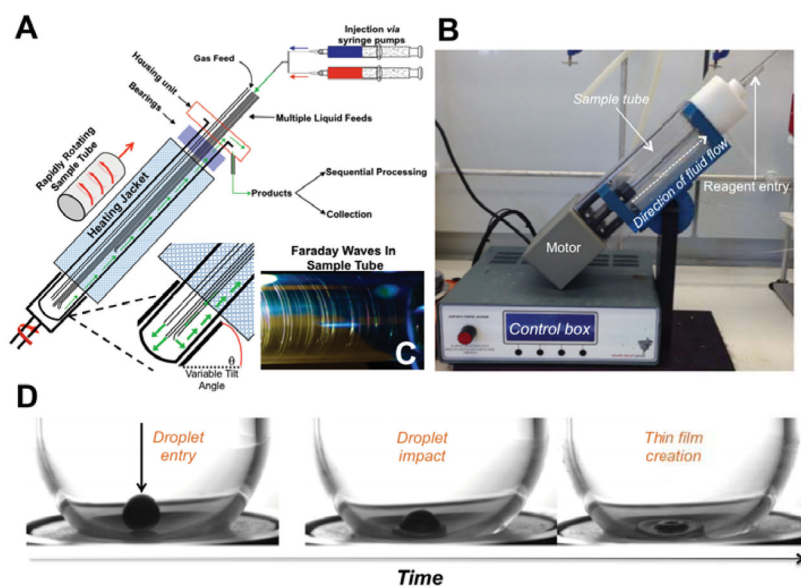 A
Injection via
syringe pumps
Gas Feed
Housing unit
Bearings
Multiple Liquid Feeds
Rapidly Rotating
Sample Tube
Heating Jacket
Products
Sequential Processing
Collection
Faraday Waves In
Sample Tube
C
θ
Variable Tilt
Angle
B
Sample tube
Direction of fluid flow
Reagent entry
Motor
Control box
D
Droplet
entry
Droplet
impact
Thin film
creation
Time